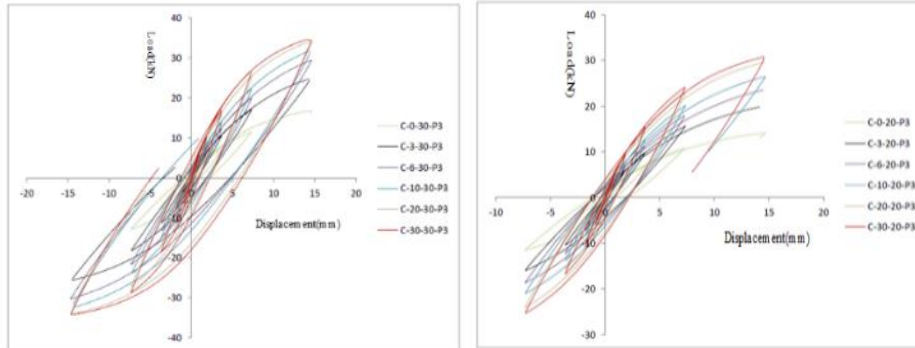 40
30
20
10
0
-10
-20
-30
-40
-20
-15
-10
-5
0
5
10
15
20
Load(kN)
Displacement(mm)
C-0-30-P3
C-3-30-P3
C-6-30-P3
C-10-30-P3
C-20-30-P3
C-30-30-P3
40
30
20
10
0
-10
-20
-30
-10
-5
0
5
10
15
20
Load(kN)
Displacement(mm)
C-0-20-P3
C-3-20-P3
C-6-20-P3
C-10-20-P3
C-20-20-P3
C-30-20-P3